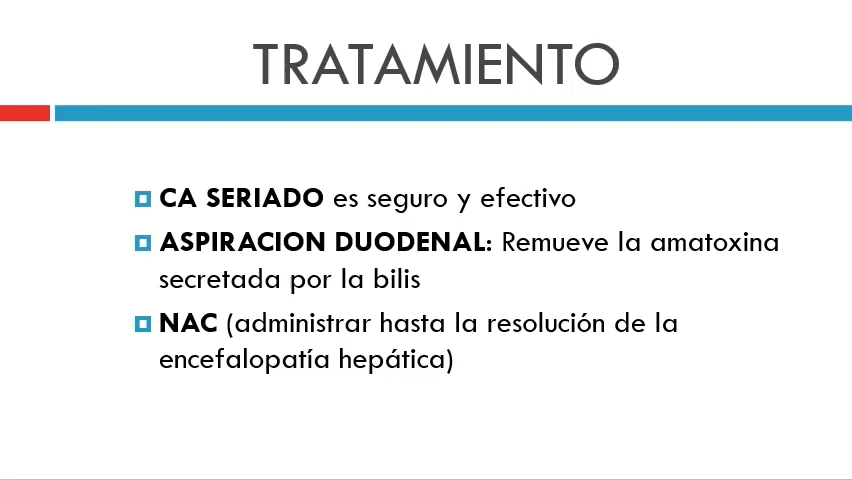 TRATAMIENTO
CA SERIADO es seguro y efectivo
ASPIRACION DUODENAL: Remueve la amatoxina
secretada por la bilis
NAC (administrar hasta la resolución de la
encefalopatía hepática)